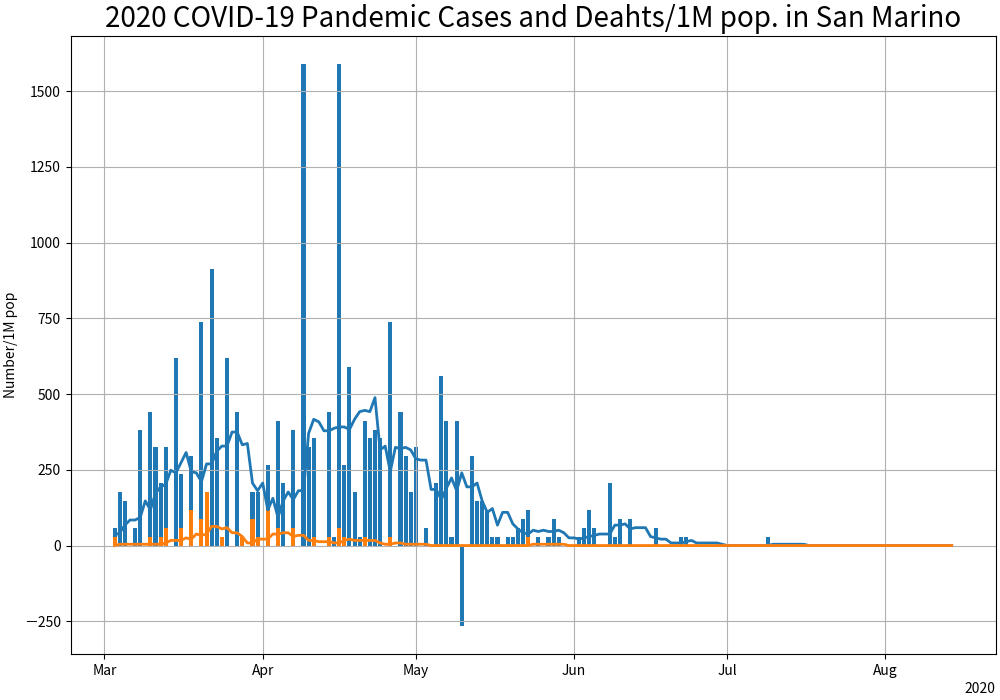 2020 COVID-19 Pandemic Cases and Deahts/1M pop. in San Marino
Number/1M pop
1500
1250
1000
750
500
250
0
−250
Mar
Apr
May
Jun
Jul
Aug
2020